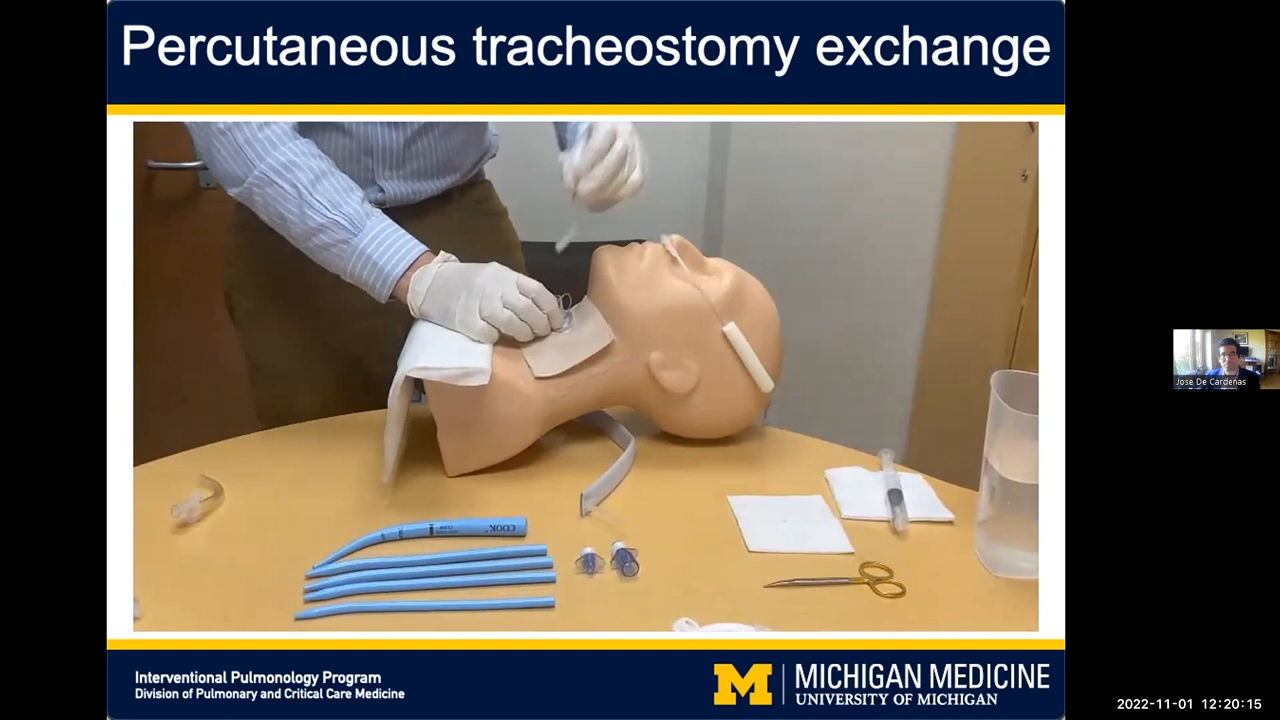 Percutaneous tracheostomy exchange
COOK
Jose De Cardenas
Interventional Pulmonology Program
Division of Pulmonary and Critical Care Medicine
M
MICHIGAN MEDICINE
UNIVERSITY OF MICHIGAN
2022-11-01 12:20:15